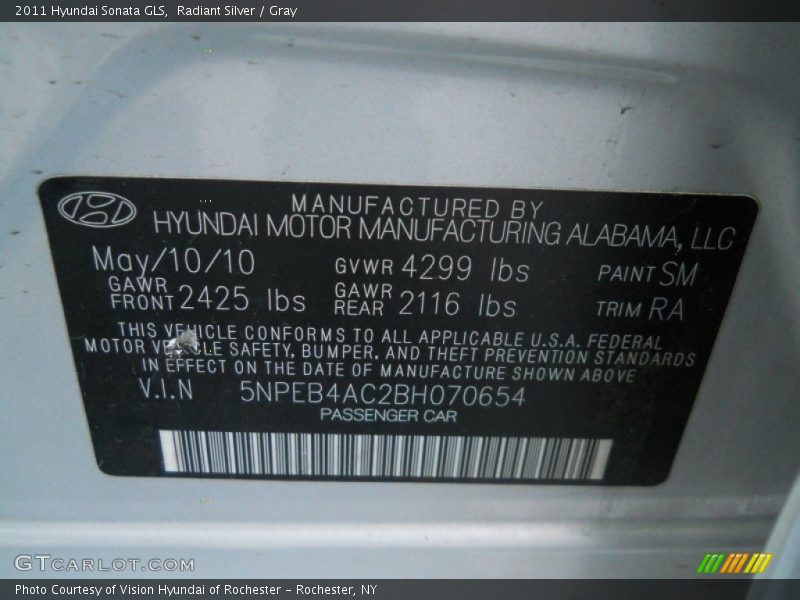 2011 Hyundai Sonata GLS,  Radiant Silver / Gray
MANUFACTURED BY
HYUNDAI MOTOR MANUFACTURING ALABAMA, LLC
May/10/10 GVWR 4299 lbs PAINT SM
GAWR FRONT 2425 lbs GAWR REAR 2116 lbs TRIM RA
THIS VEHICLE CONFORMS TO ALL APPLICABLE U.S.A. FEDERAL
MOTOR VEHICLE SAFETY, BUMPER, AND THEFT PREVENTION STANDARDS
IN EFFECT ON THE DATE OF MANUFACTURE SHOWN ABOVE
V.I.N 5NPEB4AC2BH070654
PASSENGER CAR
GTCARLOT.COM
Photo Courtesy of Vision Hyundai of Rochester – Rochester, NY